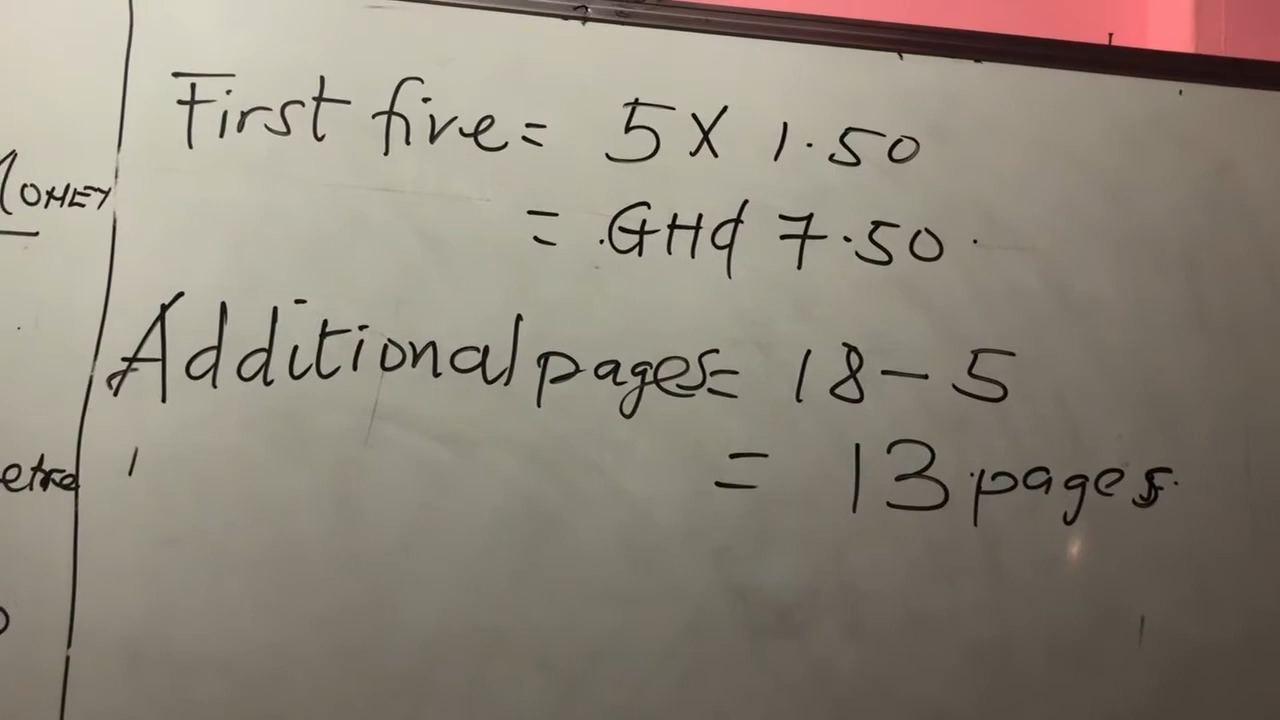 First five = 5 X 1.50
= GH¢ 7.50
Additional pages = 18 - 5
= 13 pages